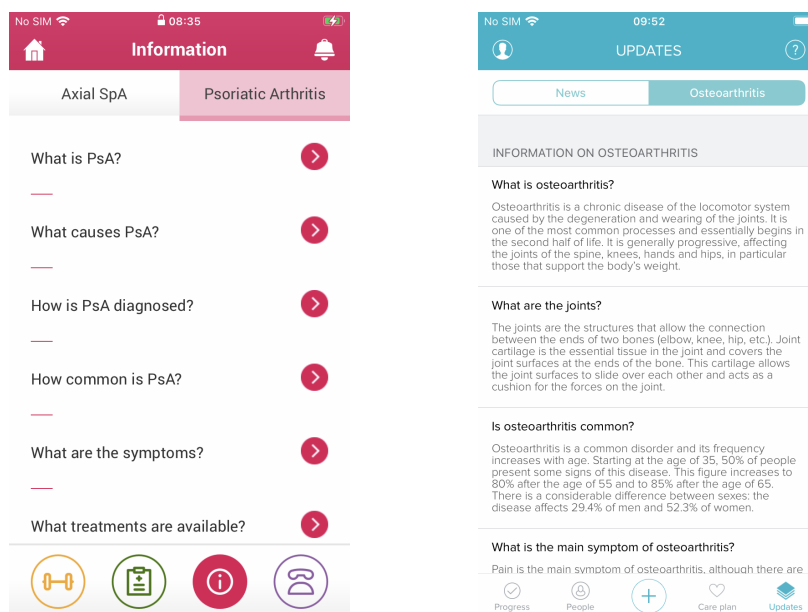 No SIM 08:35
Information
Axial SpA Psoriatic Arthritis
What is PsA?
What causes PsA?
How is PsA diagnosed?
How common is PsA?
What are the symptoms?
What treatments are available?
No SIM 09:52
UPDATES ?
News Osteoarthritis
INFORMATION ON OSTEOARTHRITIS
What is osteoarthritis?
Osteoarthritis is a chronic disease of the locomotor system
caused by the degeneration and wearing of the joints. It is
one of the most common processes and essentially begins in
the second half of life. It is generally progressive, affecting
the joints of the spine, knees, hands and hips, in particular
those that support the body's weight.
What are the joints?
The joints are the structures that allow the connection
between the ends of two bones (elbow, knee, hip, etc.). Joint
cartilage is the essential tissue in the joint and covers the
joint surfaces at the ends of the bone. This cartilage allows
the joint surfaces to slide over each other and acts as a
cushion for the forces on the joint.
Is osteoarthritis common?
Osteoarthritis is a common disorder and its frequency
increases with age. Starting at the age of 35, 50% of people
present some signs of this disease. This figure increases to
80% after the age of 55 and to 85% after the age of 65.
There is a considerable difference between sexes: the
disease affects 29.4% of men and 52.3% of women.
What is the main symptom of osteoarthritis?
Pain is the main symptom of osteoarthritis, although there are
Progress People Care plan Updates